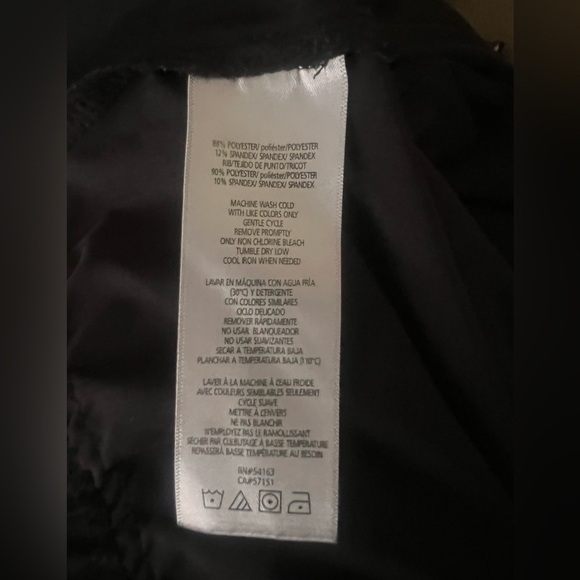 88% POLYESTER/ poliéster/POLYESTER
12% SPANDEX/ SPANDEX/ SPANDEX
RIB/TEJIDO DE PUNTO/TRICOT
90% POLYESTER/ poliéster/POLYESTER
10% SPANDEX/ SPANDEX/ SPANDEX
MACHINE WASH COLD
WITH LIKE COLORS ONLY
GENTLE CYCLE
REMOVE PROMPTLY
ONLY NON CHLORINE BLEACH
TUMBLE DRY LOW
COOL IRON WHEN NEEDED
LAVAR EN MÁQUINA CON AGUA FRÍA
(30°C) Y DETERGENTE
CON COLORES SIMILARES
CICLO DELICADO
REMOVER RÁPIDAMENTE
NO USAR BLANQUEADOR
NO USAR SUAVIZANTES
SECAR A TEMPERATURA BAJA
PLANCHAR A TEMPERATURA BAJA (110°C)
LAVER À LA MACHINE À L'EAU FROIDE
AVEC COULEURS SEMBLABLES SEULEMENT
CYCLE SUAVE
METTRE À L'ENVERS
NE PAS BLANCHIR
N'EMPLOYEZ PAS LE RAMOLLISSANT
SÉCHER PAR CULBUTAGE À BASSE TEMPERATURE
REPASSERÀ BASSE TEMPERATURE AU BESOIN
RN#54163
CA#57151